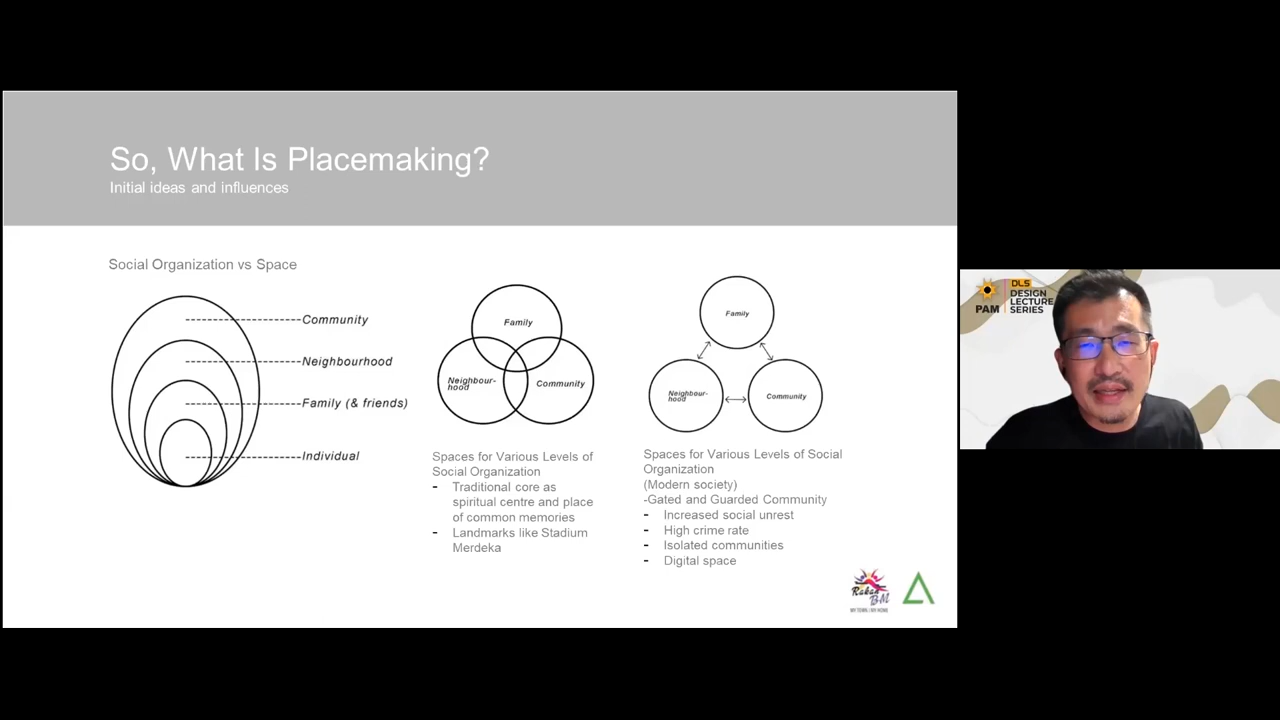 So, What Is Placemaking?
Initial ideas and influences
Social Organization vs Space
Community
Neighbourhood
Family (& friends)
Individual
Family
Neighbour-
hood
Community
Spaces for Various Levels of
Social Organization
- Traditional core as
spiritual centre and place
of common memories
- Landmarks like Stadium
Merdeka
Family
Neighbour-
hood
Community
Spaces for Various Levels of Social
Organization
(Modern society)
-Gated and Guarded Community
- Increased social unrest
- High crime rate
- Isolated communities
- Digital space
Rakan
BM
MY TOWN / MY HOME
PAM
DLS
DESIGN
LECTURE
SERIES